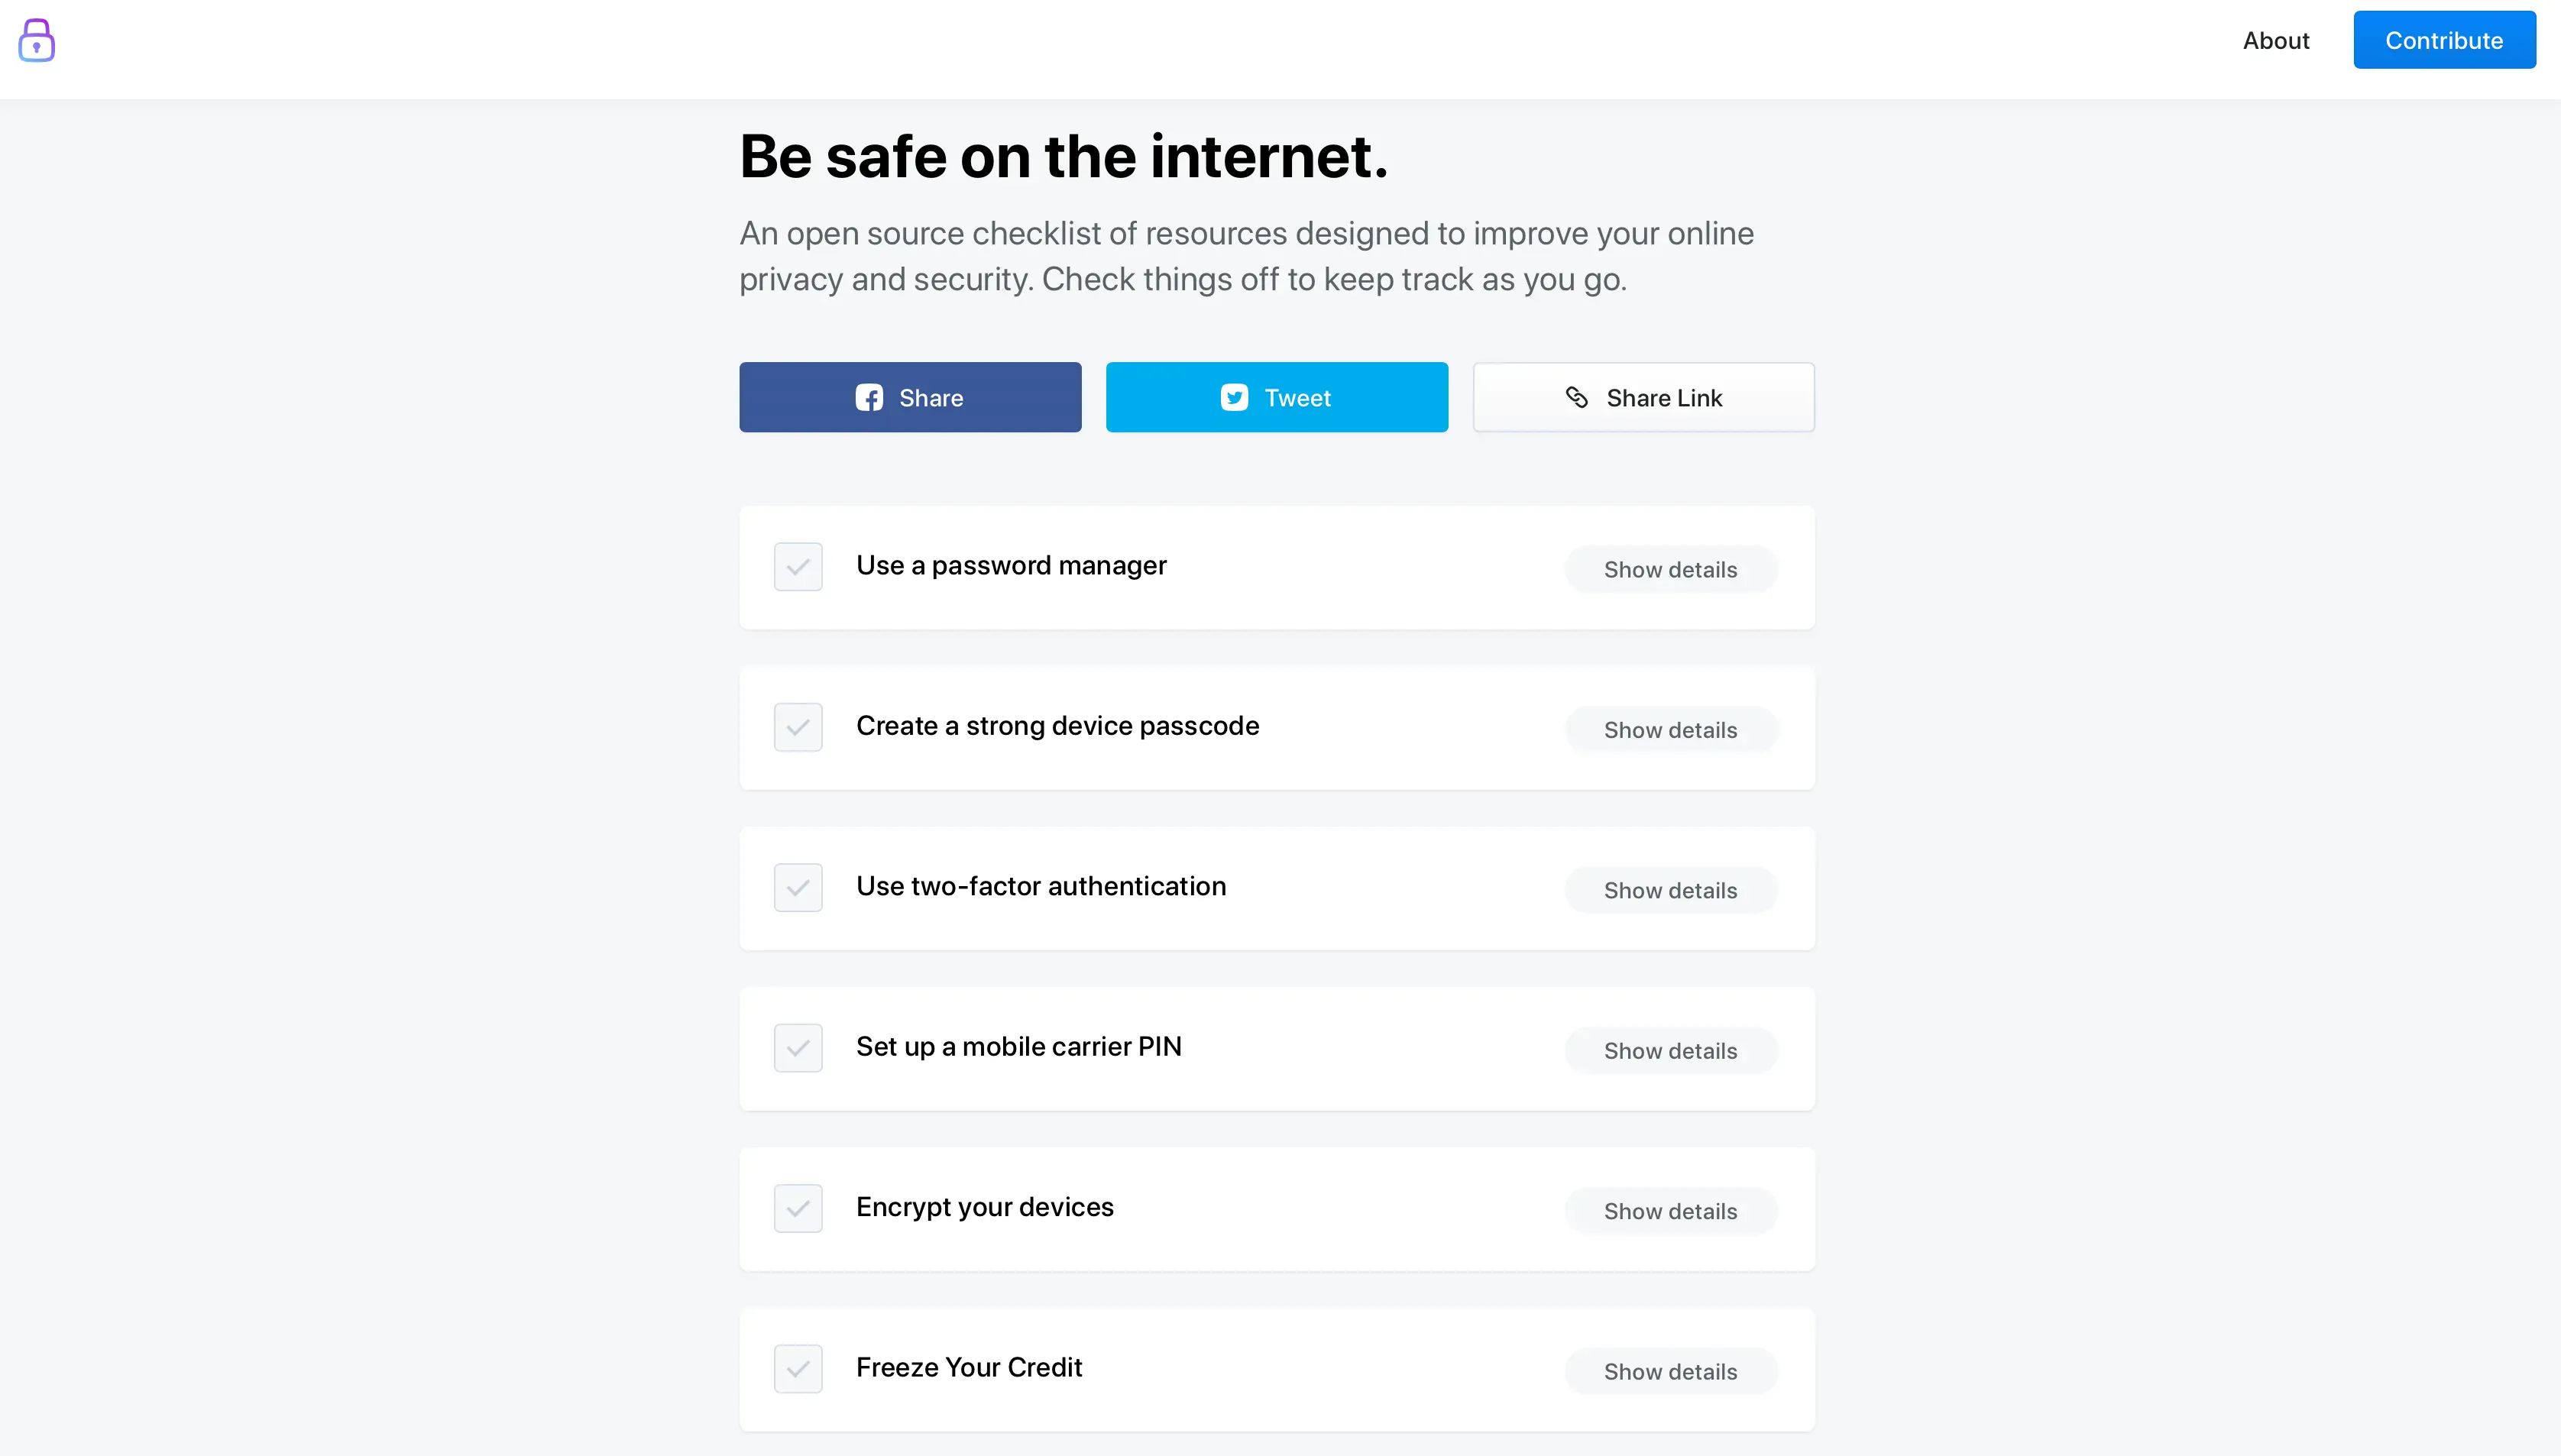 About
Contribute
Be safe on the internet.
An open source checklist of resources designed to improve your online
privacy and security. Check things off to keep track as you go.
Share
Tweet
Share Link
Use a password manager
Show details
Create a strong device passcode
Show details
Use two-factor authentication
Show details
Set up a mobile carrier PIN
Show details
Encrypt your devices
Show details
Freeze Your Credit
Show details